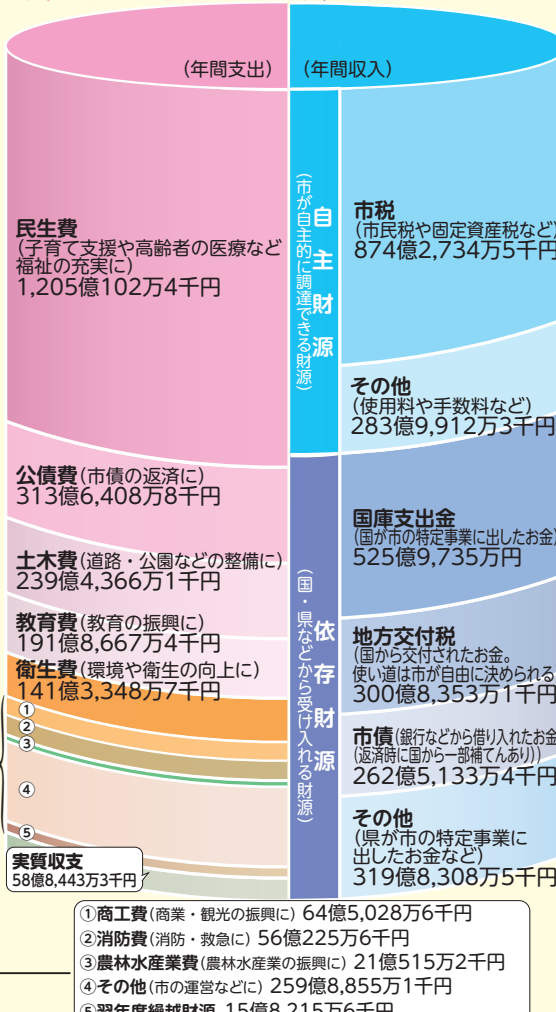 (年間支出)
(年間収入)
民生費
(子育て支援や高齢者の医療など
福祉の充実に)
1,205億102万4千円
公債費(市債の返済に)
313億6,408万8千円
土木費(道路・公園などの整備に)
239億4,366万1千円
教育費(教育の振興に)
191億8,667万4千円
衛生費(環境や衛生の向上に)
141億3,348万7千円
①
②
③
④
⑤
実質収支
58億8,443万3千円
自主財源
(市が自主的に調達できる財源)
市税
(市民税や固定資産税など)
874億2,734万5千円
その他
(使用料や手数料など)
283億9,912万3千円
依存財源
(国・県などから受け入れる財源)
国庫支出金
(国が市の特定事業に出したお金)
525億9,735万円
地方交付税
(国から交付されたお金。
使い道は市が自由に決められる
300億8,353万1千円
市債(銀行などから借り入れたお金
(返済時に国から一部補てんあり))
262億5,133万4千円
その他
(県が市の特定事業に
出したお金など)
319億8,308万5千円
①商工費(商業・観光の振興に) 64億5,028万6千円
②消防費(消防・救急に) 56億225万6千円
③農林水産業費(農林水産業の振興に) 21億515万2千円
④その他(市の運営などに) 259億8,855万1千円
⑤翌年度繰越財源 15億8,215万6千円